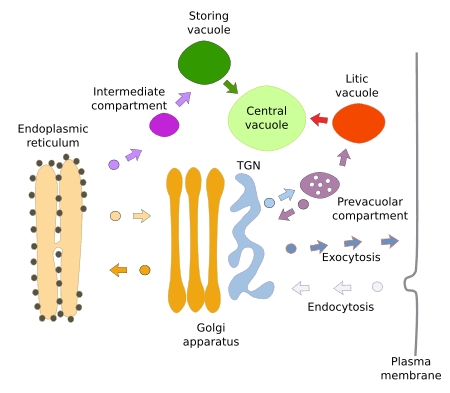 Storing
vacuole
Intermediate
compartment
Litic
vacuole
Central
vacuole
Endoplasmic
reticulum
TGN
Prevacuolar
compartment
Exocytosis
Endocytosis
Golgi
apparatus
Plasma
membrane